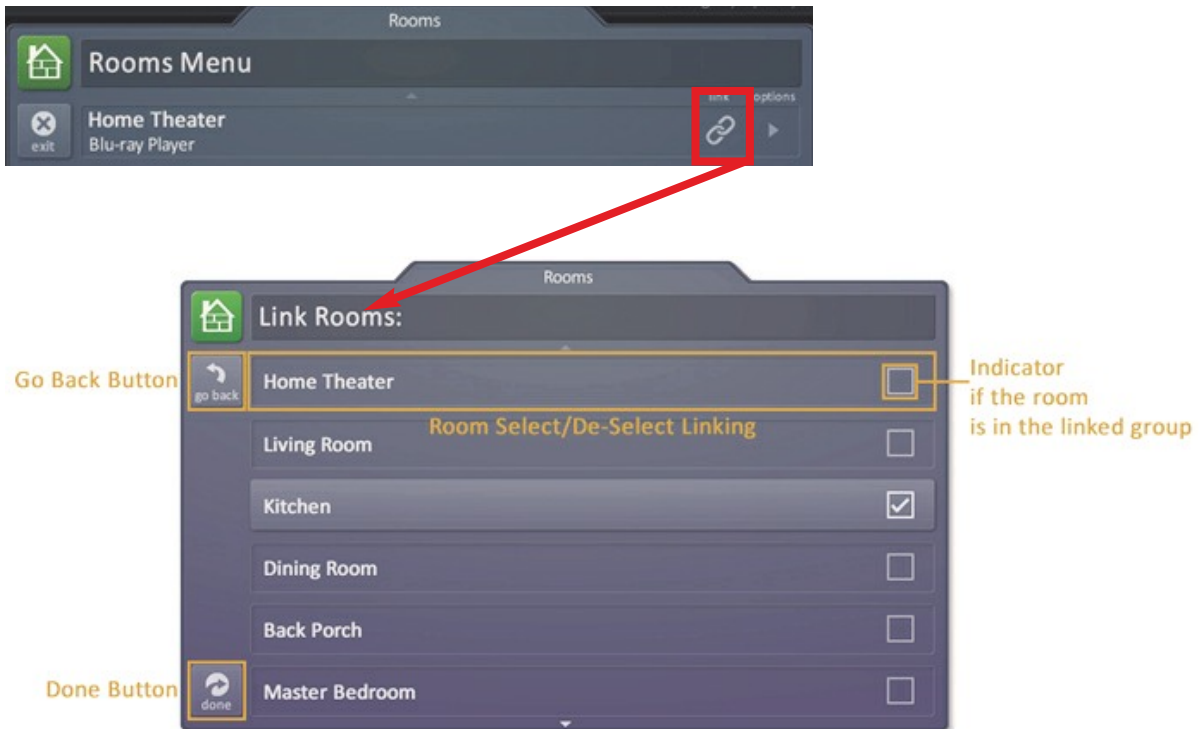 Rooms
Rooms Menu
link options
Home Theater
exit
Blu-ray Player
Rooms
Link Rooms:
Go Back Button
go back
Home Theater
Indicator
if the room
is in the linked group
Room Select/De-Select Linking
Living Room
Kitchen
Dining Room
Back Porch
Done Button
done
Master Bedroom